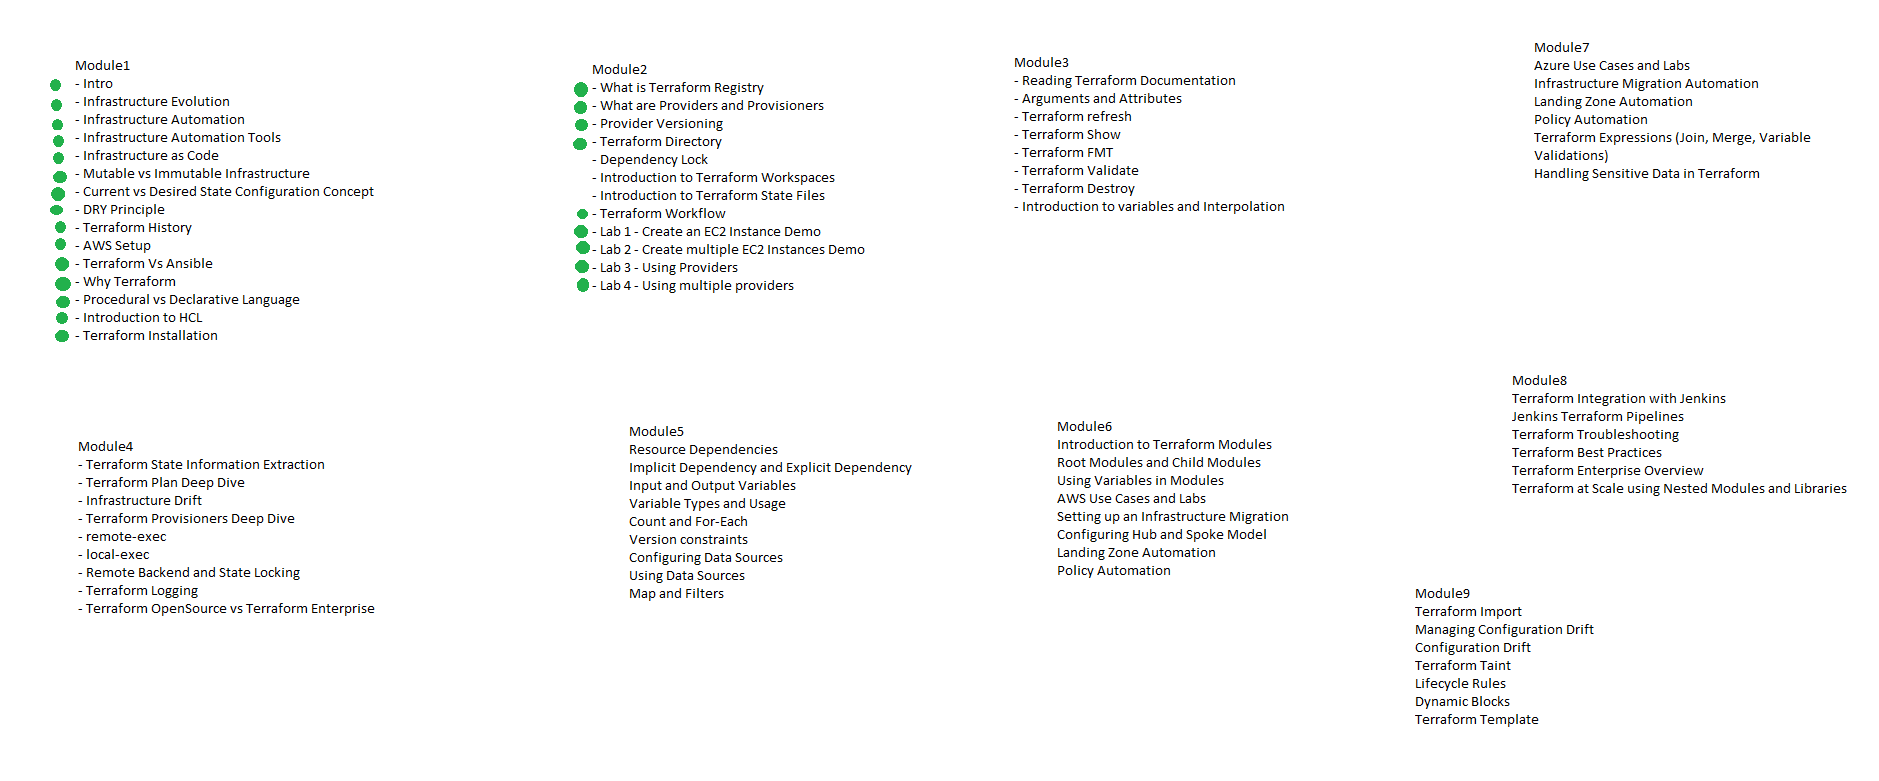 Module1
- Intro
- Infrastructure Evolution
- Infrastructure Automation
- Infrastructure Automation Tools
- Infrastructure as Code
- Mutable vs Immutable Infrastructure
- Current vs Desired State Configuration Concept
- DRY Principle
- Terraform History
- AWS Setup
- Terraform Vs Ansible
- Why Terraform
- Procedural vs Declarative Language
- Introduction to HCL
- Terraform Installation
Module2
- What is Terraform Registry
- What are Providers and Provisioners
- Provider Versioning
- Terraform Directory
- Dependency Lock
- Introduction to Terraform Workspaces
- Introduction to Terraform State Files
- Terraform Workflow
- Lab 1 - Create an EC2 Instance Demo
- Lab 2 - Create multiple EC2 Instances Demo
- Lab 3 - Using Providers
- Lab 4 - Using multiple providers
Module3
- Reading Terraform Documentation
- Arguments and Attributes
- Terraform refresh
- Terraform Show
- Terraform FMT
- Terraform Validate
- Terraform Destroy
- Introduction to variables and Interpolation
Module7
Azure Use Cases and Labs
Infrastructure Migration Automation
Landing Zone Automation
Policy Automation
Terraform Expressions (Join, Merge, Variable
Validations)
Handling Sensitive Data in Terraform
Module4
- Terraform State Information Extraction
- Terraform Plan Deep Dive
- Infrastructure Drift
- Terraform Provisioners Deep Dive
- remote-exec
- local-exec
- Remote Backend and State Locking
- Terraform Logging
- Terraform OpenSource vs Terraform Enterprise
Module5
Resource Dependencies
Implicit Dependency and Explicit Dependency
Input and Output Variables
Variable Types and Usage
Count and For-Each
Version constraints
Configuring Data Sources
Using Data Sources
Map and Filters
Module6
Introduction to Terraform Modules
Root Modules and Child Modules
Using Variables in Modules
AWS Use Cases and Labs
Setting up an Infrastructure Migration
Configuring Hub and Spoke Model
Landing Zone Automation
Policy Automation
Module8
Terraform Integration with Jenkins
Jenkins Terraform Pipelines
Terraform Troubleshooting
Terraform Best Practices
Terraform Enterprise Overview
Terraform at Scale using Nested Modules and Libraries
Module9
Terraform Import
Managing Configuration Drift
Configuration Drift
Terraform Taint
Lifecycle Rules
Dynamic Blocks
Terraform Template